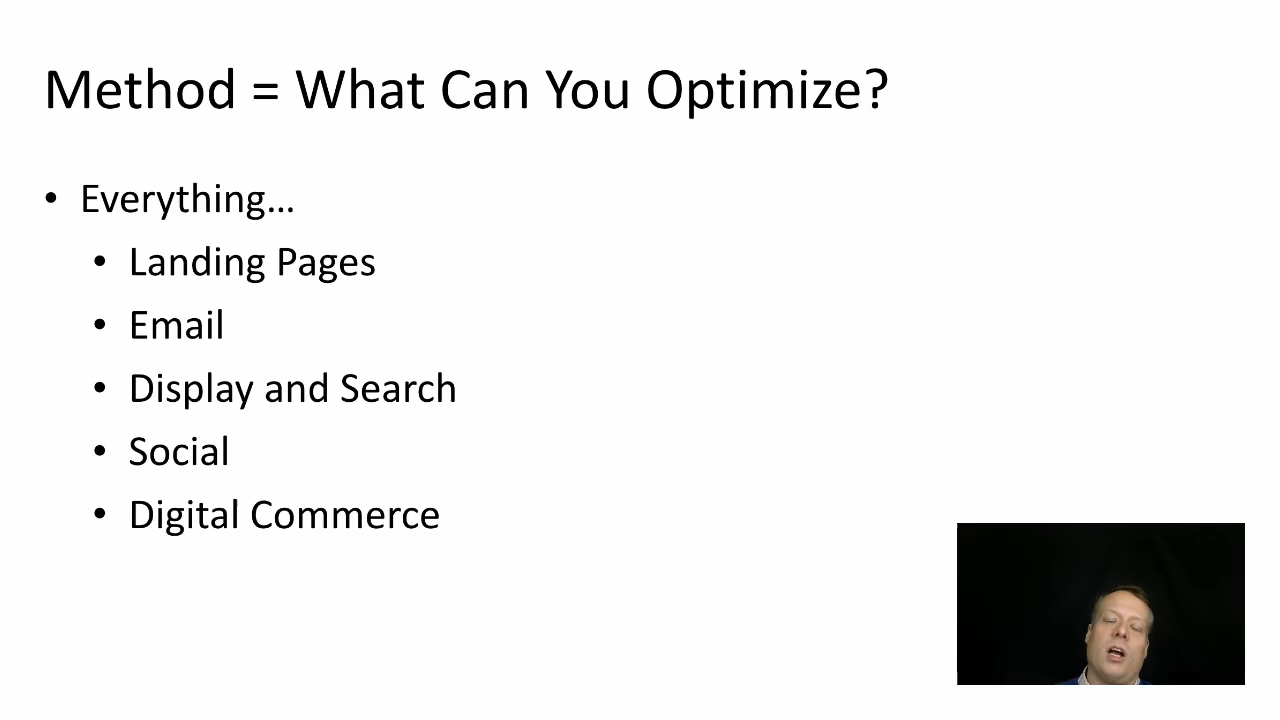 Method = What Can You Optimize?
• Everything…
• Landing Pages
• Email
• Display and Search
• Social
• Digital Commerce